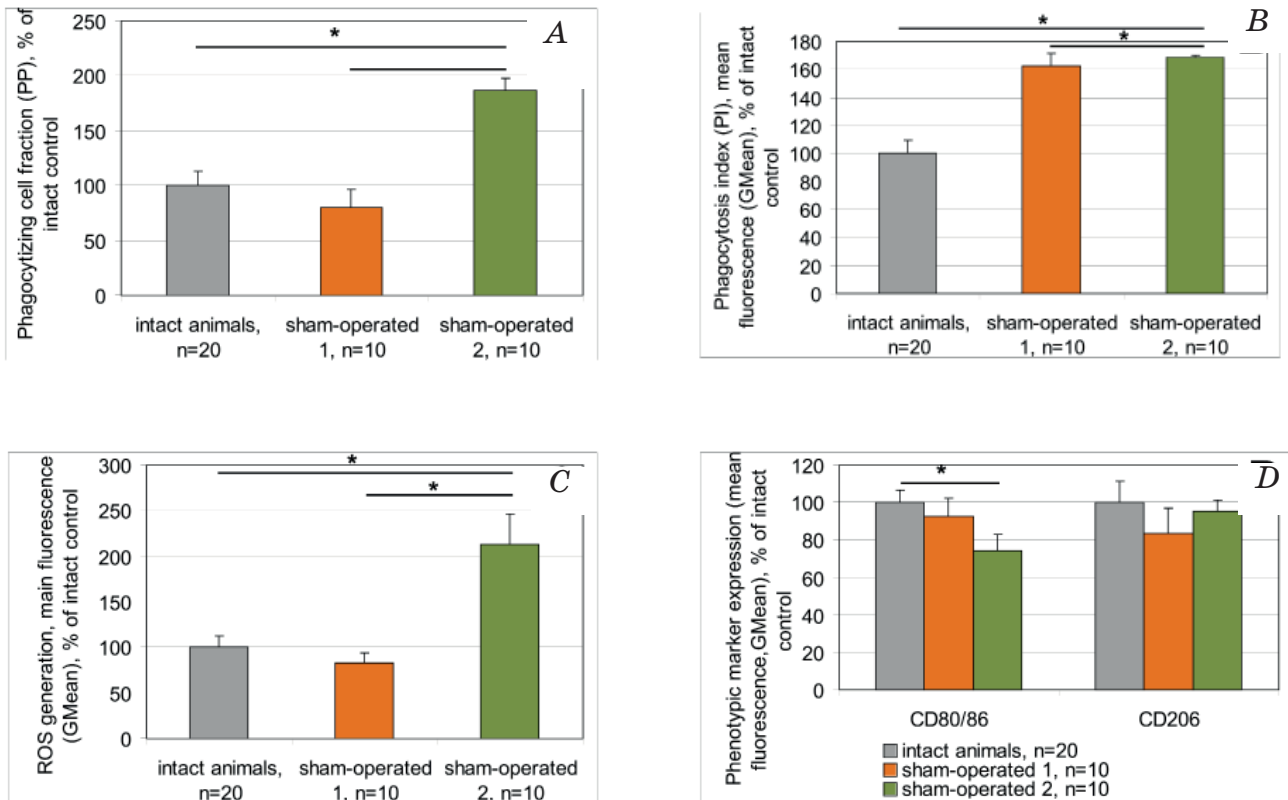 A
Phagocytizing cell fraction (PP), % of
intact control
250
200
150
100
50
0
*
intact animals,
n=20
sham-operated
1, n=10
sham-operated
2, n=10
B
Phagocytosis index (PI), mean
fluorescence (GMean), % of intact
control
180
160
140
120
100
80
60
40
20
0
*
*
intact animals,
n=20
sham-operated
1, n=10
sham-operated
2, n=10
C
ROS generation, main fluorescence
(GMean), % of intact control
300
250
200
150
100
50
0
*
*
intact animals,
n=20
sham-operated
1, n=10
sham-operated
2, n=10
D
Phenotypic marker expression (mean
fluorescence,GMean), % of intact
control
120
100
80
60
40
20
0
*
CD80/86
CD206
intact animals, n=20
sham-operated 1, n=10
sham-operated 2, n=10